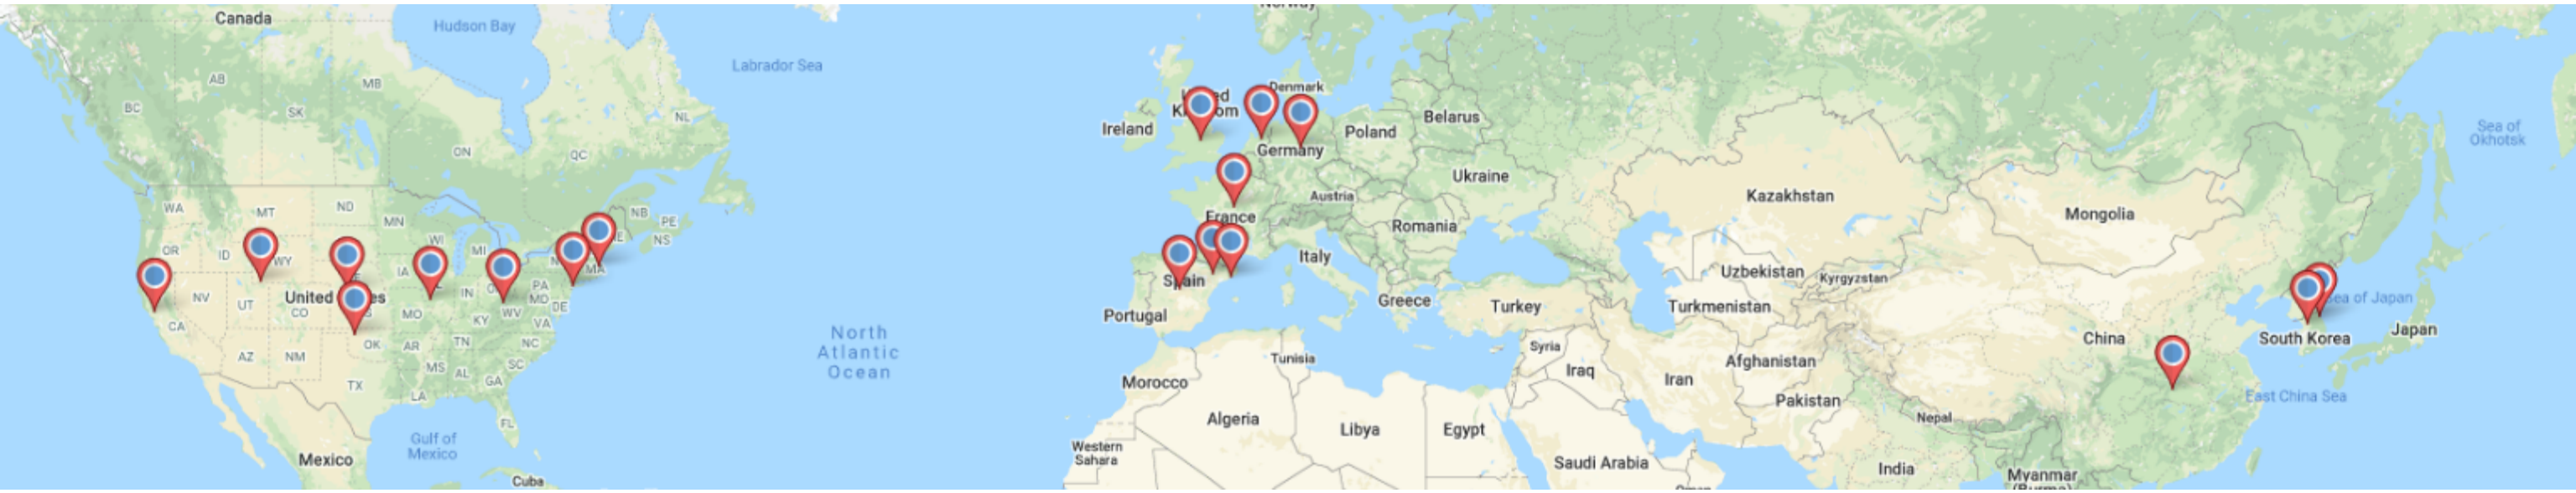 Canada
Hudson Bay
Labrador Sea
AB
MB
BC
SK
NL
ON
QC
WA
MT
ND
MN
NB
PE
NS
OR
ID
WY
WI
MI
IA
MA
NV
UT
United
CO
IN
PA
MD
DE
CA
MO
KY
WV
VA
AZ
NM
OK
AR
TN
NC
MS
AL
SC
GA
TX
LA
FL
Gulf of
Mexico
Mexico
Cuba
North
Atlantic
Ocean
Norway
Denmark
Ireland
Germany
Poland
Belarus
Ukraine
Austria
France
Romania
Italy
Spain
Portugal
Greece
Turkey
Kazakhstan
Mongolia
Uzbekistan
Kyrgyzstan
Turkmenistan
Sea of
Okhotsk
Sea of Japan
South Korea
Japan
China
East China Sea
Tunisia
Morocco
Algeria
Libya
Egypt
Syria
Iraq
Iran
Afghanistan
Pakistan
Nepal
Western
Sahara
Saudi Arabia
India
Myanmar
(Burma)